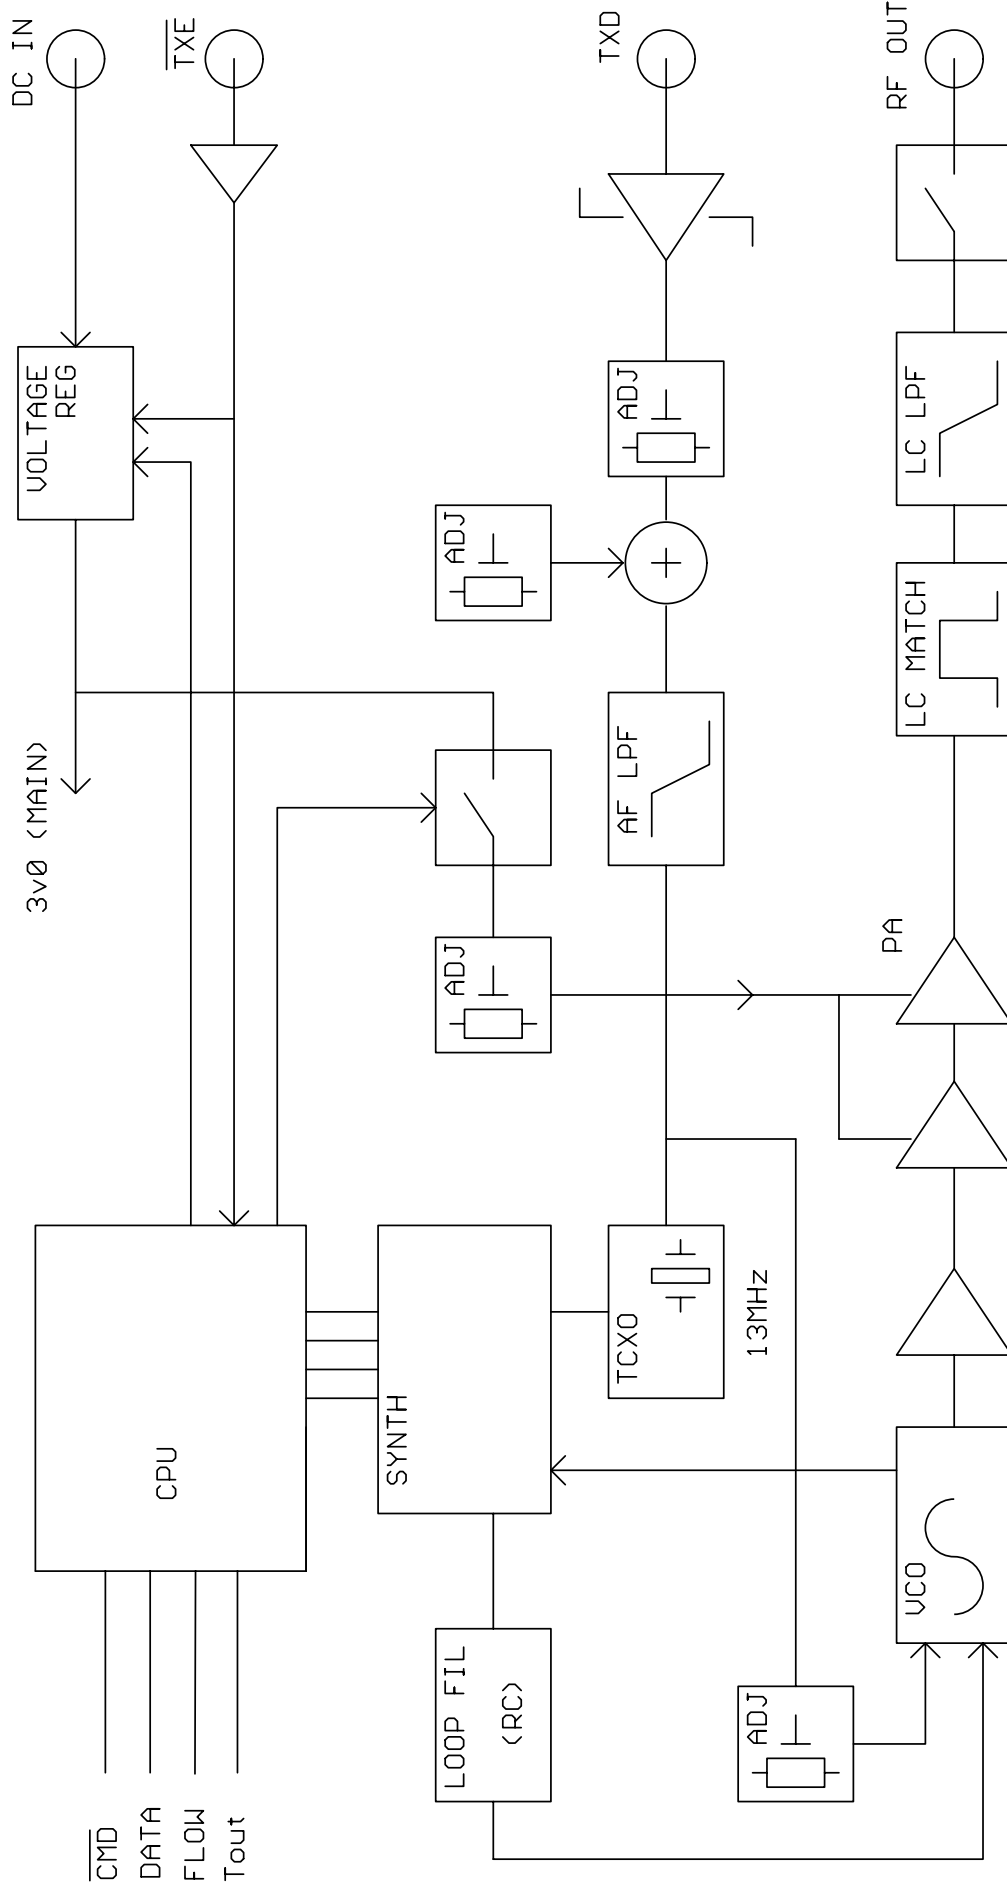 DC IN
TXE
TXD
RF OUT
VOLTAGE
REG
ADJ
LC LPF
ADJ
LC MATCH
3v0 (MAIN)
AF LPF
ADJ
PA
CPU
SYNTH
TCXO
13MHz
VCO
LOOP FIL
(RC)
ADJ
CMD
DATA
FLOW
Tout